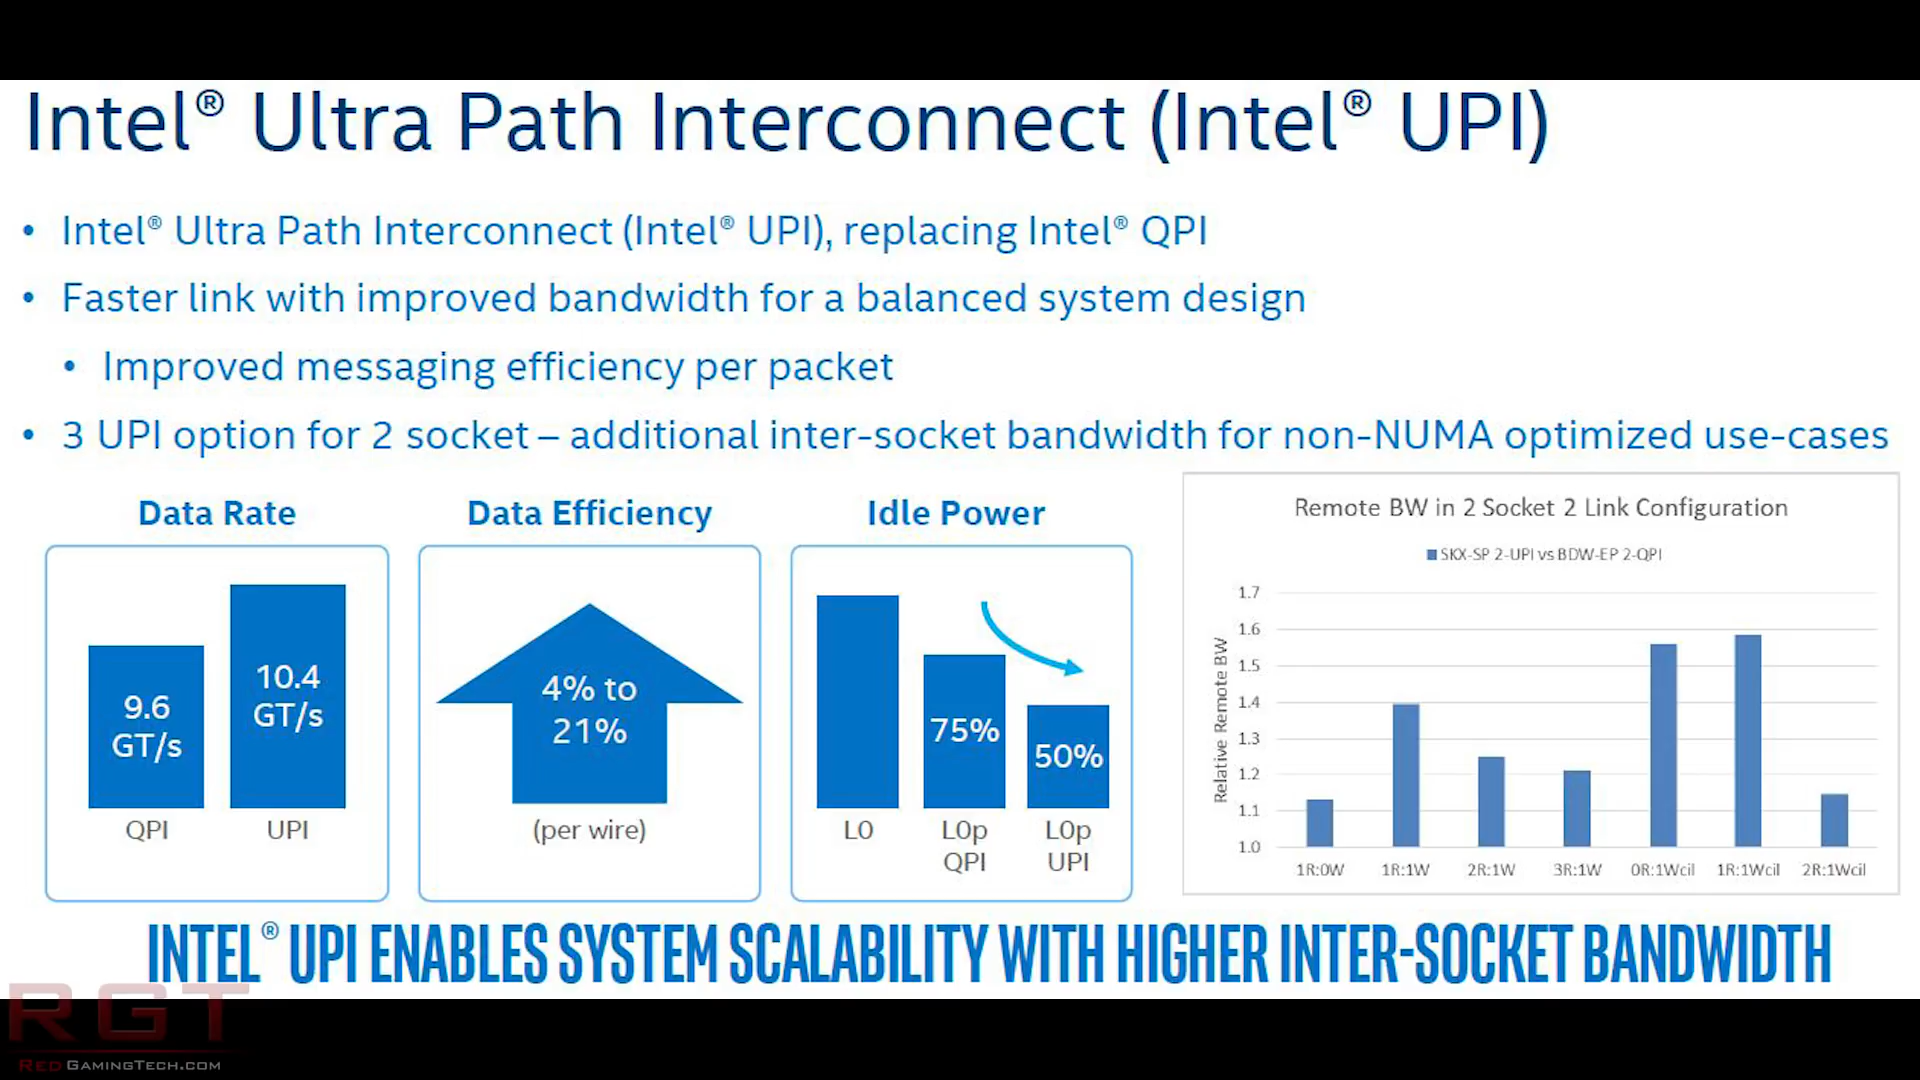 Intel® Ultra Path Interconnect (Intel® UPI)
• Intel® Ultra Path Interconnect (Intel® UPI), replacing Intel® QPI
• Faster link with improved bandwidth for a balanced system design
• Improved messaging efficiency per packet
• 3 UPI option for 2 socket – additional inter-socket bandwidth for non-NUMA optimized use-cases
Data Rate
9.6
GT/s
10.4
GT/s
QPI
UPI
Data Efficiency
4% to
21%
(per wire)
Idle Power
75%
50%
L0
L0p
QPI
L0p
UPI
Remote BW in 2 Socket 2 Link Configuration
SKX-SP 2-UPI vs BDW-EP 2-QPI
Relative Remote BW
1.7
1.6
1.5
1.4
1.3
1.2
1.1
1.0
1R:0W 1R:1W 2R:1W 3R:1W 0R:1Wcil 1R:1Wcil 2R:1Wcil
INTEL® UPI ENABLES SYSTEM SCALABILITY WITH HIGHER INTER-SOCKET BANDWIDTH
RGT
REDGAMINGTECH.COM